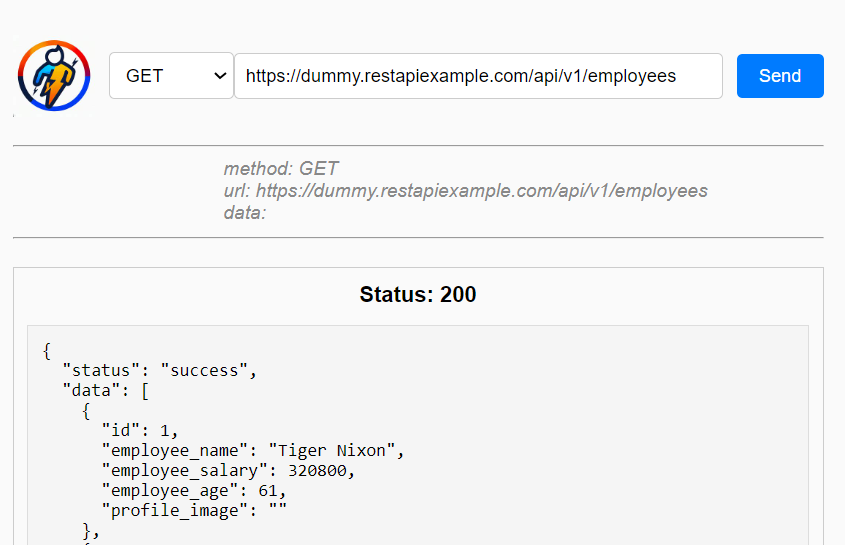 GET https://dummy.restapiexample.com/api/v1/employees Send
method: GET
url: https://dummy.restapiexample.com/api/v1/employees
data:
Status: 200
{
"status": "success",
"data": [
{
"id": 1,
"employee_name": "Tiger Nixon",
"employee_salary": 320800,
"employee_age": 61,
"profile_image": ""
},